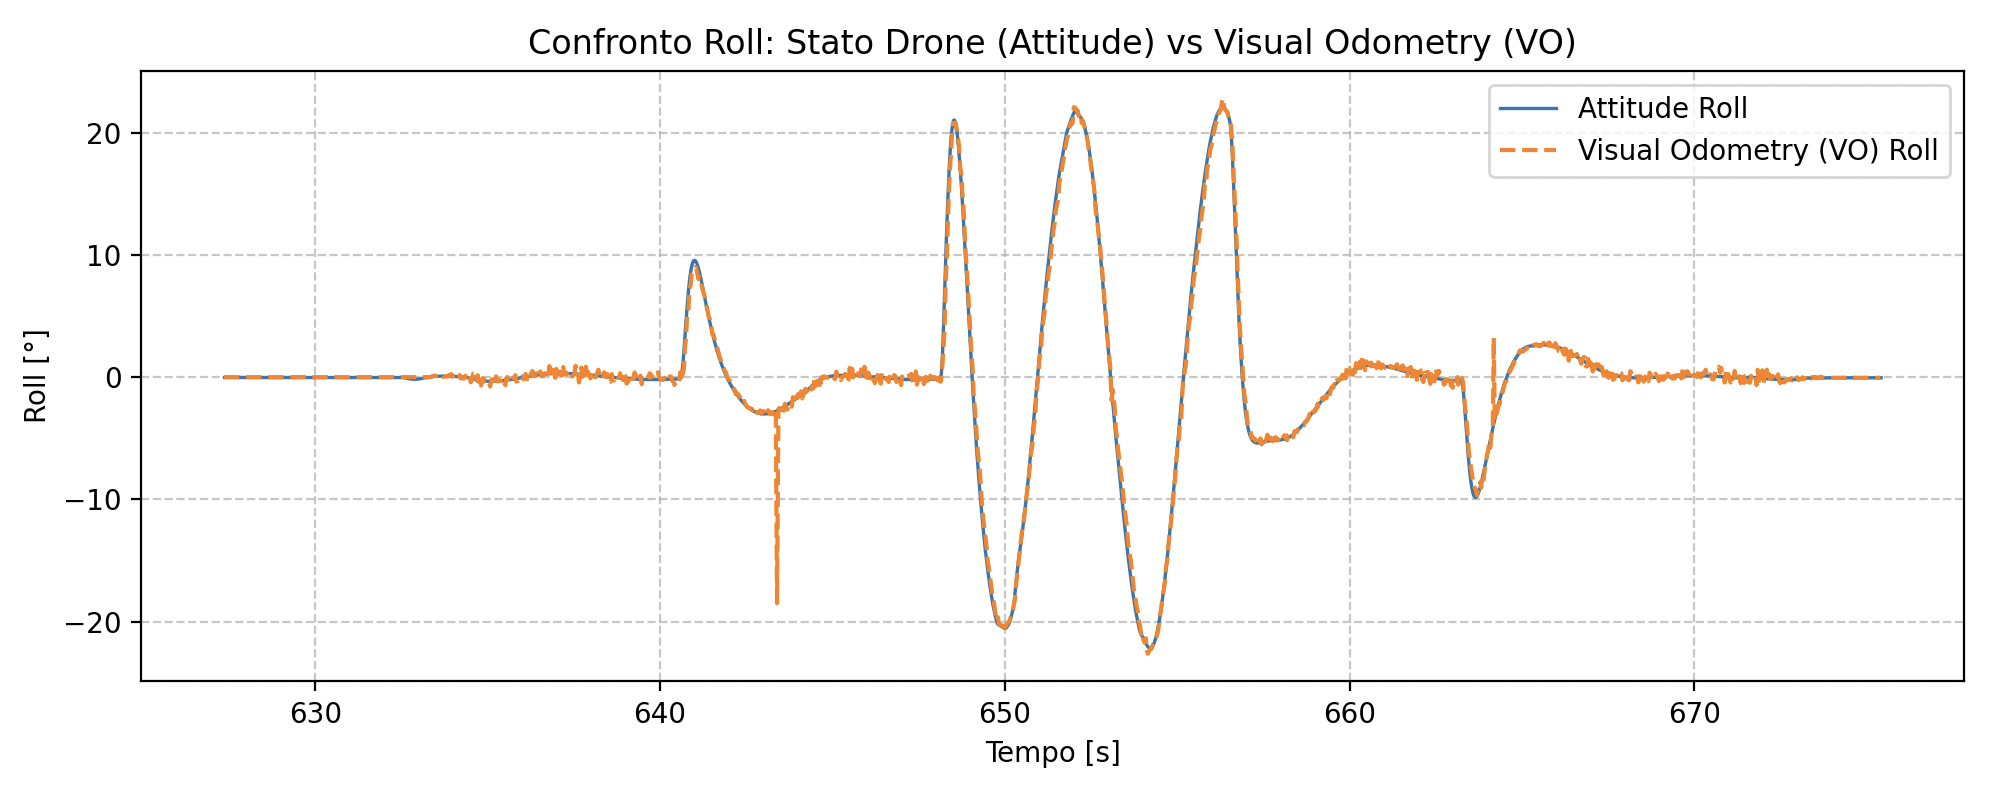 Confronto Roll: Stato Drone (Attitude) vs Visual Odometry (VO)
Attitude Roll
Visual Odometry (VO) Roll
Roll [°]
20
10
0
−10
−20
630
640
650
660
670
Tempo [s]